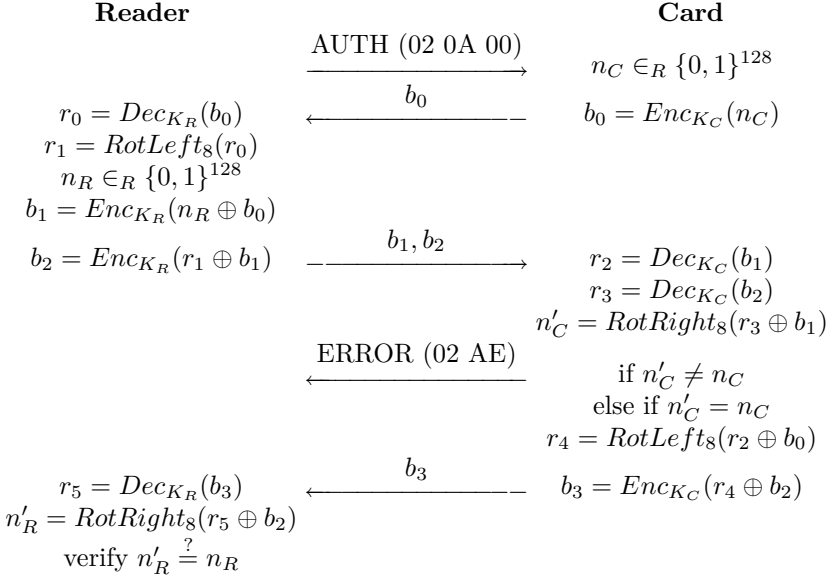 Reader Card
AUTH (02 0A 00)
n_C ∈_R {0,1}^128
b_0
r_0 = Dec_{K_R}(b_0) b_0 = Enc_{K_C}(n_C)
r_1 = RotLeft_8(r_0)
n_R ∈_R {0,1}^128
b_1 = Enc_{K_R}(n_R ⊕ b_0)
b_1, b_2
b_2 = Enc_{K_R}(r_1 ⊕ b_1) r_2 = Dec_{K_C}(b_1)
r_3 = Dec_{K_C}(b_2)
n'_C = RotRight_8(r_3 ⊕ b_1)
ERROR (02 AE)
if n'_C ≠ n_C
else if n'_C = n_C
r_4 = RotLeft_8(r_2 ⊕ b_0)
b_3
r_5 = Dec_{K_R}(b_3) b_3 = Enc_{K_C}(r_4 ⊕ b_2)
n'_R = RotRight_8(r_5 ⊕ b_2)
verify n'_R ≟ n_R